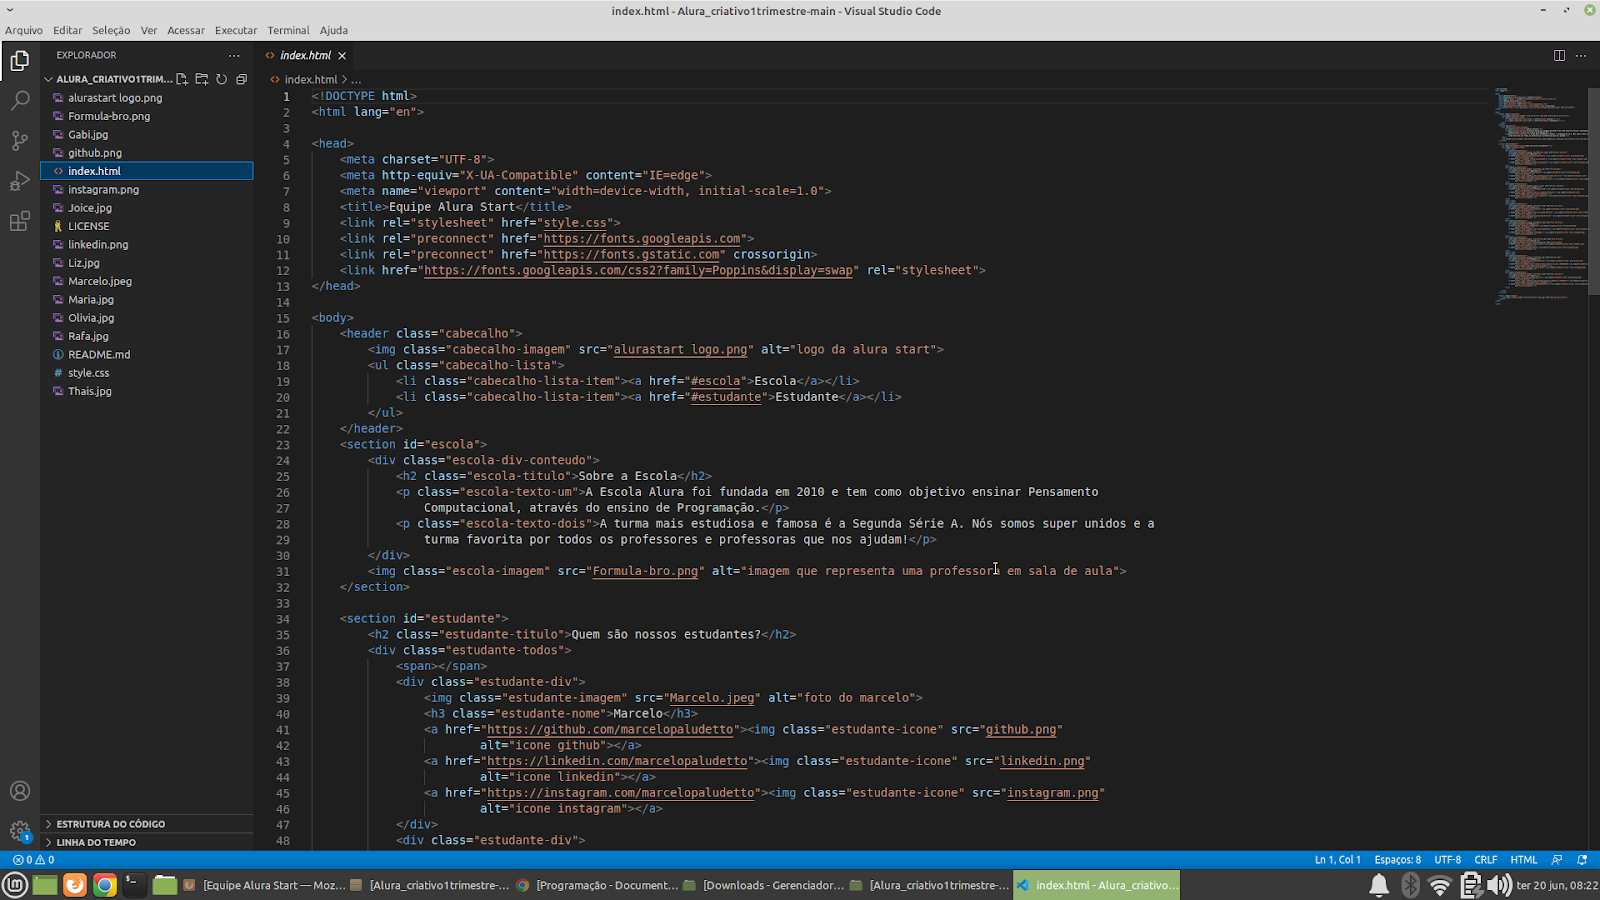 index.html - Alura_criativo1trimestre-main - Visual Studio Code
Arquivo Editar Seleção Ver Acessar Executar Terminal Ajuda
EXPLORADOR ...
ALURA_CRIATIVO1TRIM...
alurastart logo.png
Formula-bro.png
Gabi.jpg
github.png
index.html
instagram.png
Joice.jpg
LICENSE
linkedin.png
Liz.jpg
Marcelo.jpeg
Maria.jpg
Olivia.jpg
Rafa.jpg
README.md
# style.css
Thais.jpg
ESTRUTURA DO CÓDIGO
LINHA DO TEMPO
1
<> index.html ×
<> index.html > ...
1 <!DOCTYPE html>
2 <html lang="en">
3
4 <head>
5 <meta charset="UTF-8">
6 <meta http-equiv="X-UA-Compatible" content="IE=edge">
7 <meta name="viewport" content="width=device-width, initial-scale=1.0">
8 <title>Equipe Alura Start</title>
9 <link rel="stylesheet" href="style.css">
10 <link rel="preconnect" href="https://fonts.googleapis.com">
11 <link rel="preconnect" href="https://fonts.gstatic.com" crossorigin>
12 <link href="https://fonts.googleapis.com/css2?family=Poppins&display=swap" rel="stylesheet">
13 </head>
14
15 <body>
16 <header class="cabecalho">
17 <img class="cabecalho-imagem" src="alurastart logo.png" alt="logo da alura start">
18 <ul class="cabecalho-lista">
19 <li class="cabecalho-lista-item"><a href="#escola">Escola</a></li>
20 <li class="cabecalho-lista-item"><a href="#estudante">Estudante</a></li>
21 </ul>
22 </header>
23 <section id="escola">
24 <div class="escola-div-conteudo">
25 <h2 class="escola-titulo">Sobre a Escola</h2>
26 <p class="escola-texto-um">A Escola Alura foi fundada em 2010 e tem como objetivo ensinar Pensamento
27 Computacional, através do ensino de Programação.</p>
28 <p class="escola-texto-dois">A turma mais estudiosa e famosa é a Segunda Série A. Nós somos super unidos e a
29 turma favorita por todos os professores e professoras que nos ajudam!</p>
30 </div>
31 <img class="escola-imagem" src="Formula-bro.png" alt="imagem que representa uma professora em sala de aula">
32 </section>
33
34 <section id="estudante">
35 <h2 class="estudante-titulo">Quem são nossos estudantes?</h2>
36 <div class="estudante-todos">
37 <span></span>
38 <div class="estudante-div">
39 <img class="estudante-imagem" src="Marcelo.jpeg" alt="foto do marcelo">
40 <h3 class="estudante-nome">Marcelo</h3>
41 <a href="https://github.com/marcelopaludetto"><img class="estudante-icone" src="github.png"
42 alt="icone github"></a>
43 <a href="https://linkedin.com/marcelopaludetto"><img class="estudante-icone" src="linkedin.png"
44 alt="icone linkedin"></a>
45 <a href="https://instagram.com/marcelopaludetto"><img class="estudante-icone" src="instagram.png"
46 alt="icone instagram"></a>
47 </div>
48 <div class="estudante-div">
0 0 Ln 1, Col 1 Espaços: 8 UTF-8 CRLF HTML
[Equipe Alura Start — Moz... [Alura_criativo1trimestre-... [Programação - Document... [Downloads - Gerenciador... [Alura_criativo1trimestre-... index.html - Alura_criativo... ter 20 jun, 08:22